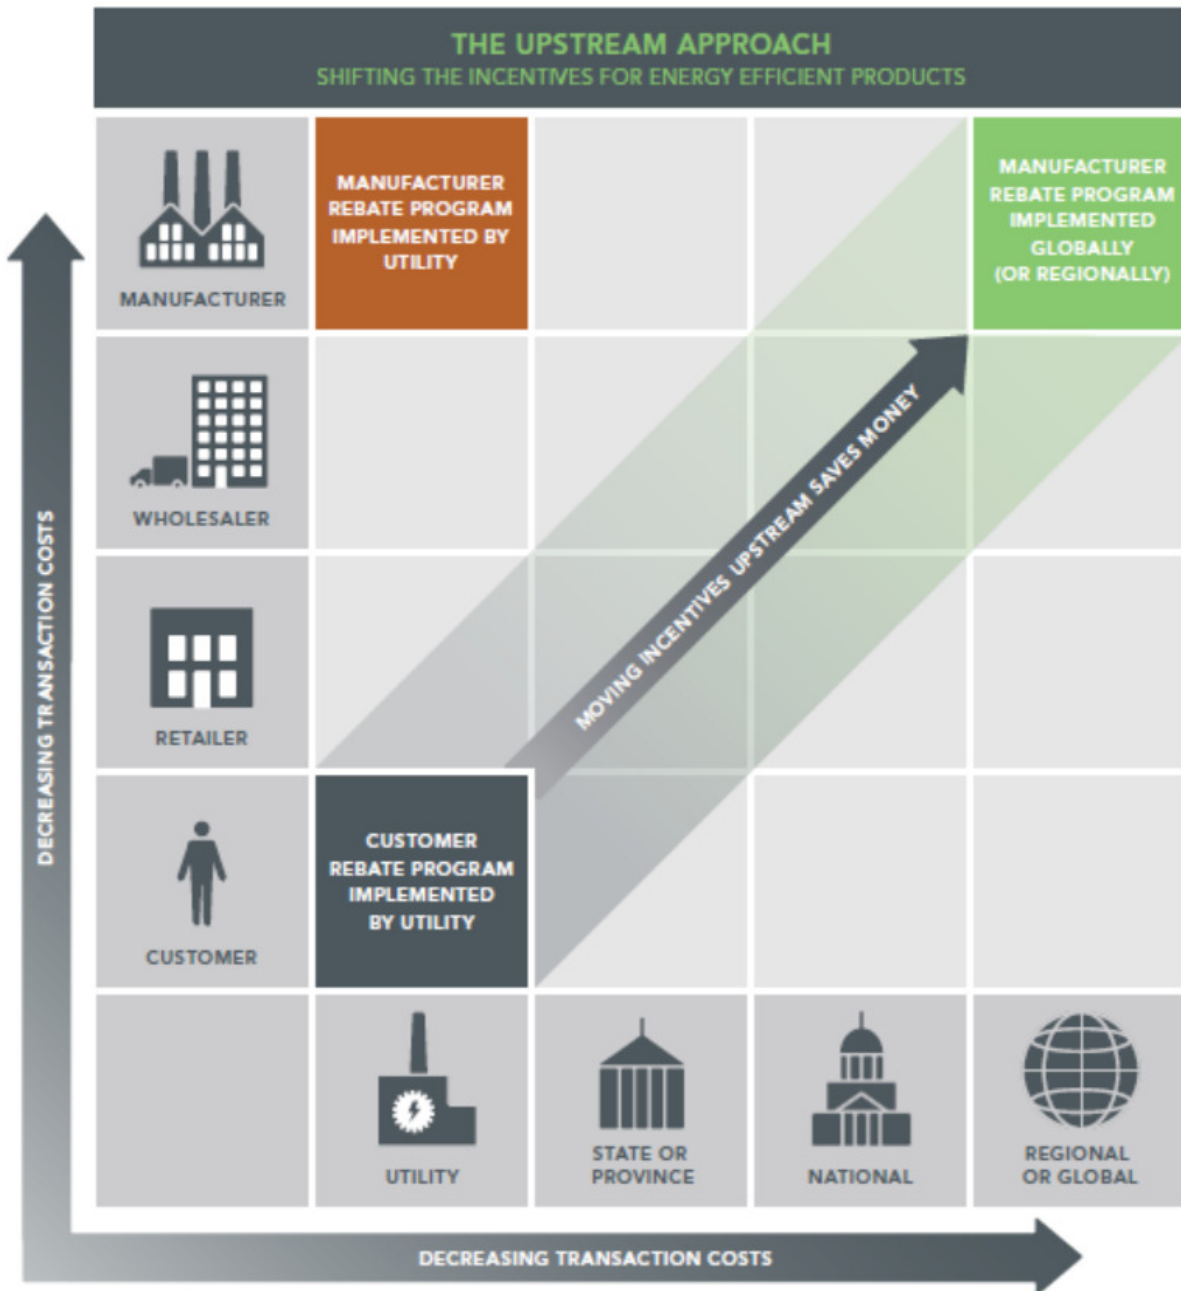 THE UPSTREAM APPROACH
SHIFTING THE INCENTIVES FOR ENERGY EFFICIENT PRODUCTS
MANUFACTURER
MANUFACTURER
REBATE PROGRAM
IMPLEMENTED BY
UTILITY
MANUFACTURER
REBATE PROGRAM
IMPLEMENTED
GLOBALLY
(OR REGIONALLY)
WHOLESALER
RETAILER
MOVING INCENTIVES UPSTREAM SAVES MONEY
CUSTOMER
CUSTOMER
REBATE PROGRAM
IMPLEMENTED
BY UTILITY
DECREASING TRANSACTION COSTS
UTILITY
STATE OR
PROVINCE
NATIONAL
REGIONAL
OR GLOBAL
DECREASING TRANSACTION COSTS